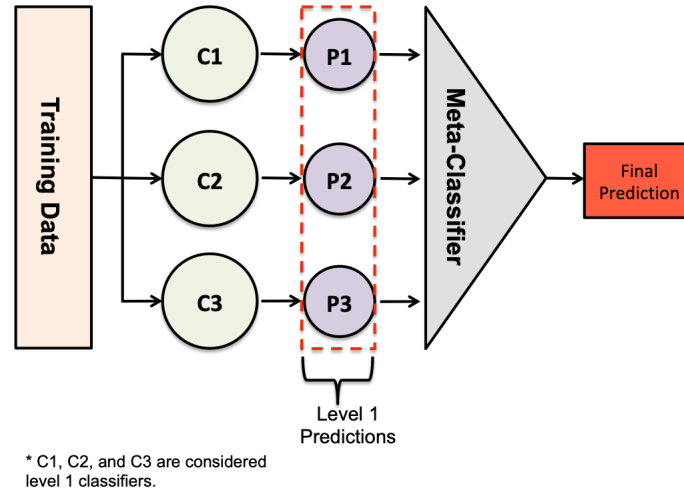 Training Data
C1
P1
C2
P2
C3
P3
Meta-Classifier
Final
Prediction
Level 1
Predictions
* C1, C2, and C3 are considered
level 1 classifiers.